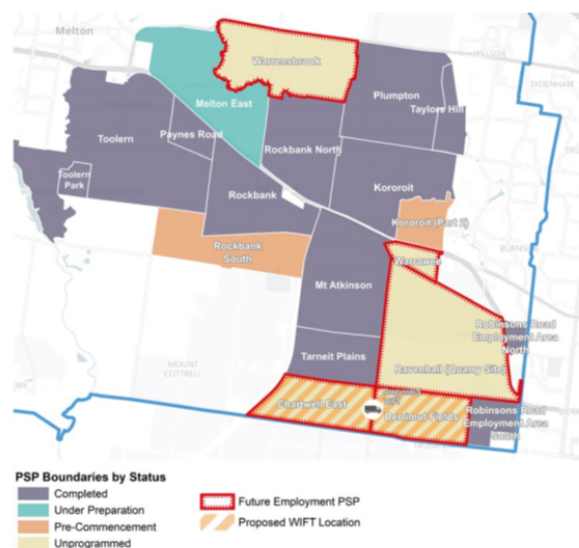 Melton
HILLSIDE
SYDENHAM
Warrensbrook
Plumpton
Taylors Hill
Melton East
Toolern
Paynes Road
Rockbank North
Toolern
Park
Rockbank
Kororoit
Kororoit (Part 2)
Rockbank
South
BURNS
Warrawee
Mt Atkinson
Robinsons Road
Employment Area
North
MOUNT
COTTRELL
Tarneit Plains
Ravenhall (Quarry Site)
Chartwell East
Derrimut Fields
Robinsons Road
Employment Area
South
PSP Boundaries by Status
Completed
Under Preparation
Pre-Commencement
Unprogrammed
Future Employment PSP
Proposed WIFT Location